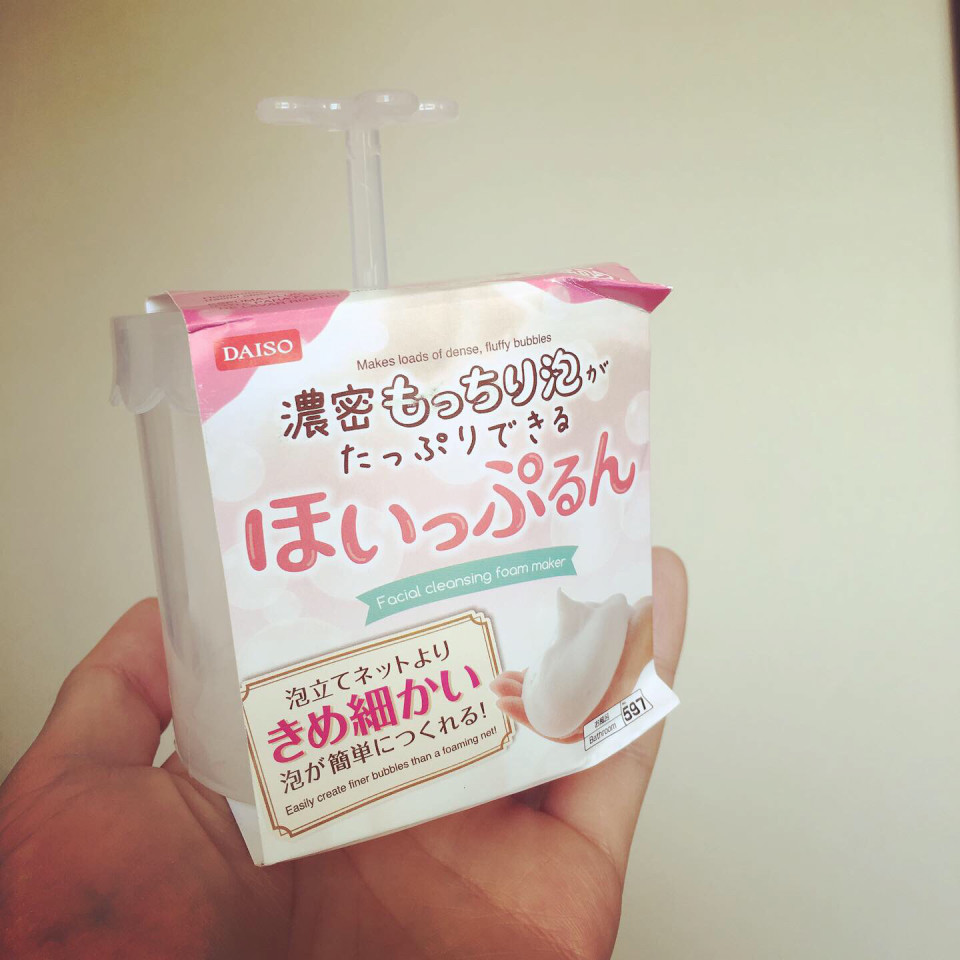 DAISO
Makes loads of dense, fluffy bubbles
濃密もっちり泡が
たっぷりできる
ほいっぷるん
Facial cleansing foam maker
泡立てネットより
きめ細かい
泡が簡単につくれる!
Easily create finer bubbles than a foaming net!
お風呂
Bathroom
597